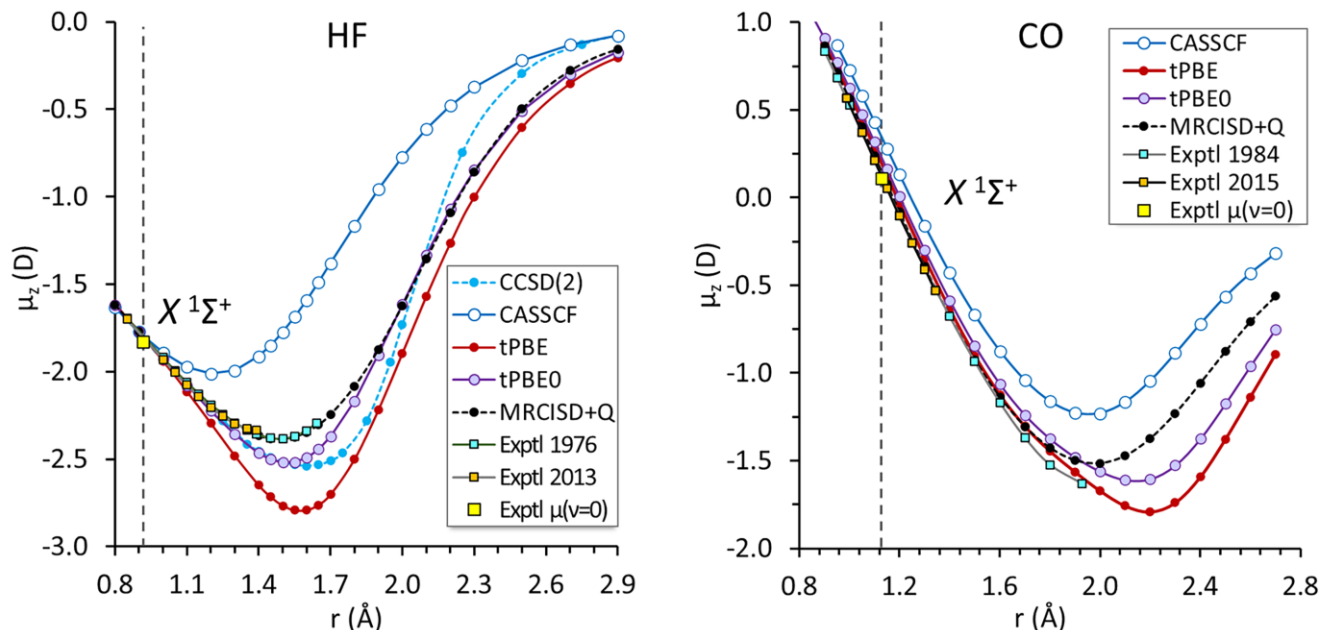 HF
0.0
-0.5
-1.0
-1.5
-2.0
-2.5
-3.0
μz (D)
X ¹Σ⁺
CCSD(2)
CASSCF
tPBE
tPBE0
MRCISD+Q
Exptl 1976
Exptl 2013
Exptl μ(ν=0)
0.8 1.1 1.4 1.7 2.0 2.3 2.6 2.9
r (Å)
CO
1.0
0.5
0.0
-0.5
-1.0
-1.5
-2.0
μz (D)
X ¹Σ⁺
CASSCF
tPBE
tPBE0
MRCISD+Q
Exptl 1984
Exptl 2015
Exptl μ(ν=0)
0.8 1.2 1.6 2.0 2.4 2.8
r (Å)